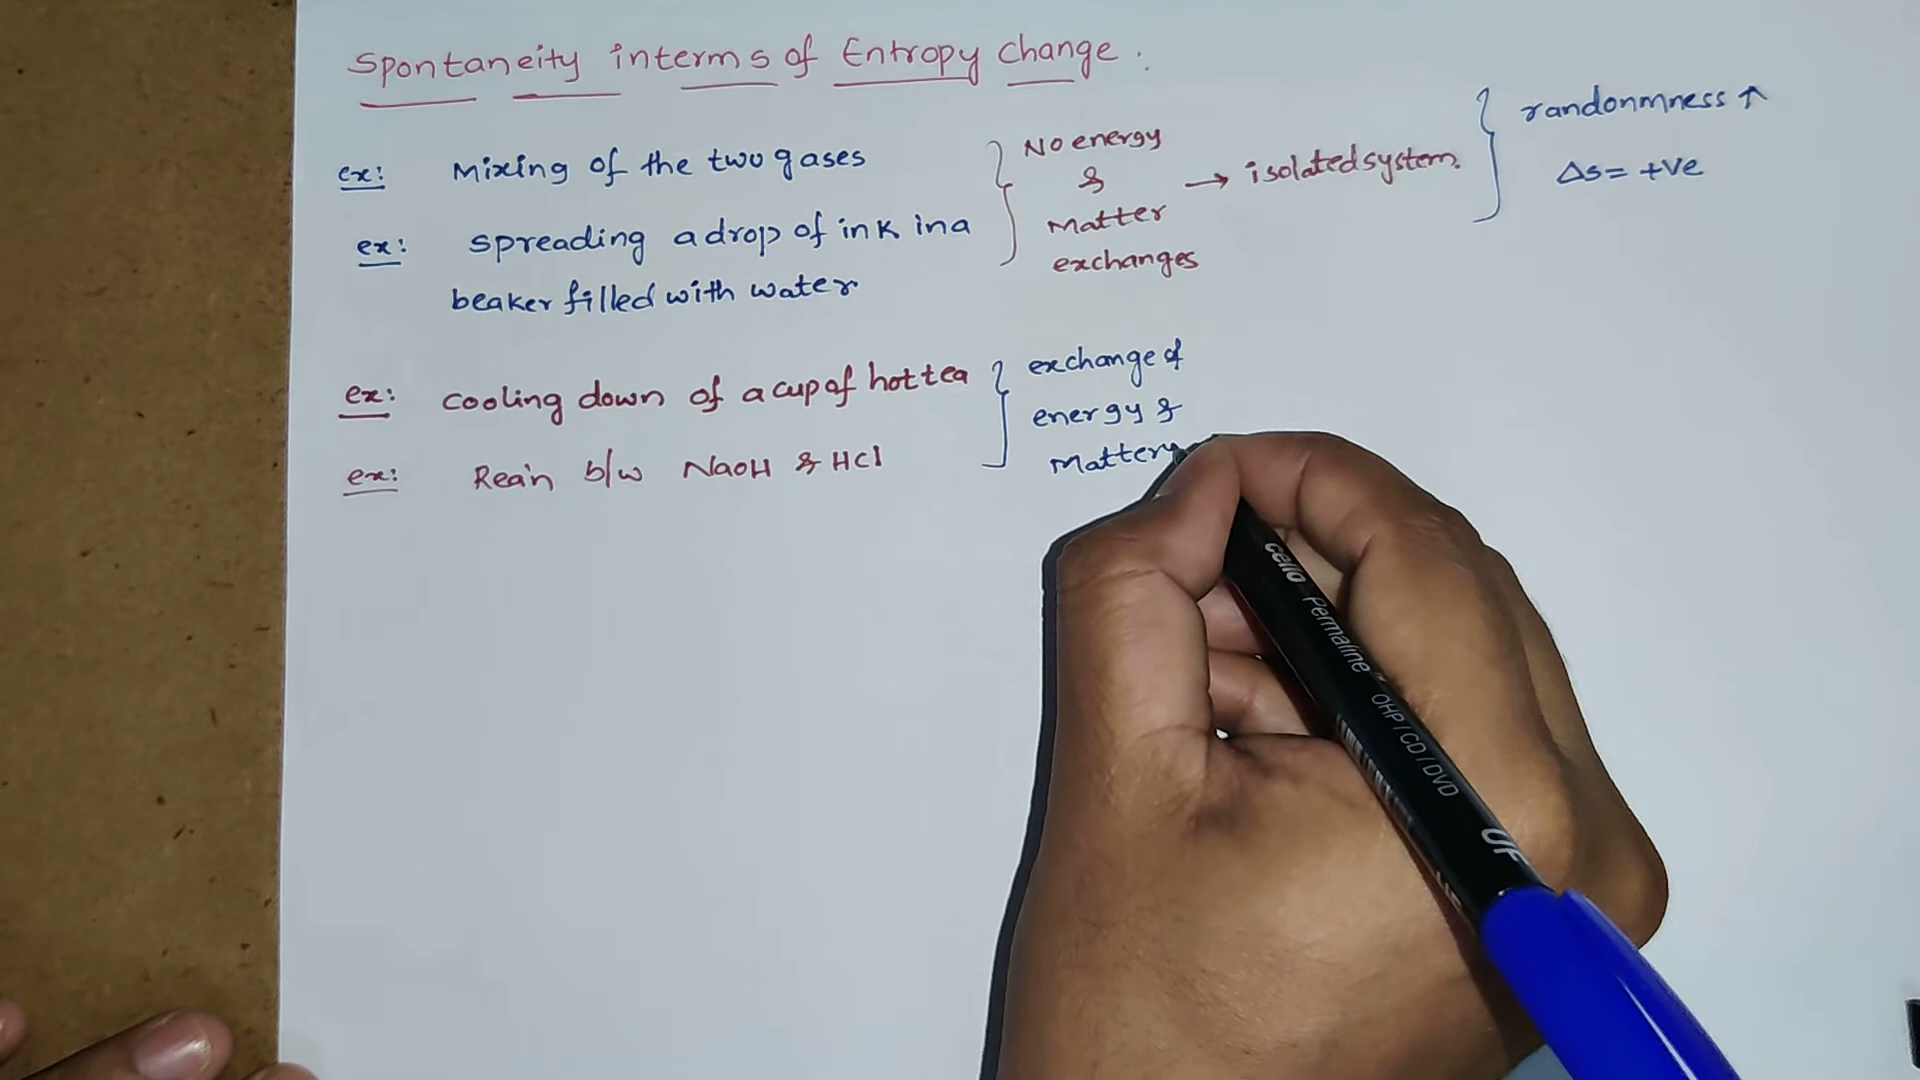 Spontaneity interms of Entropy change.
ex: Mixing of the two gases
ex: spreading a drop of ink in a
beaker filled with water
No energy
&
Matter
exchanges
→ isolated system.
randonmness ↑
Δs= +ve
ex: cooling down of a cup of hot tea
ex: Rea'n b/w NaOH & HCl
exchange of
energy &
Matter
cello Permaline™ OHP/CD/DVD